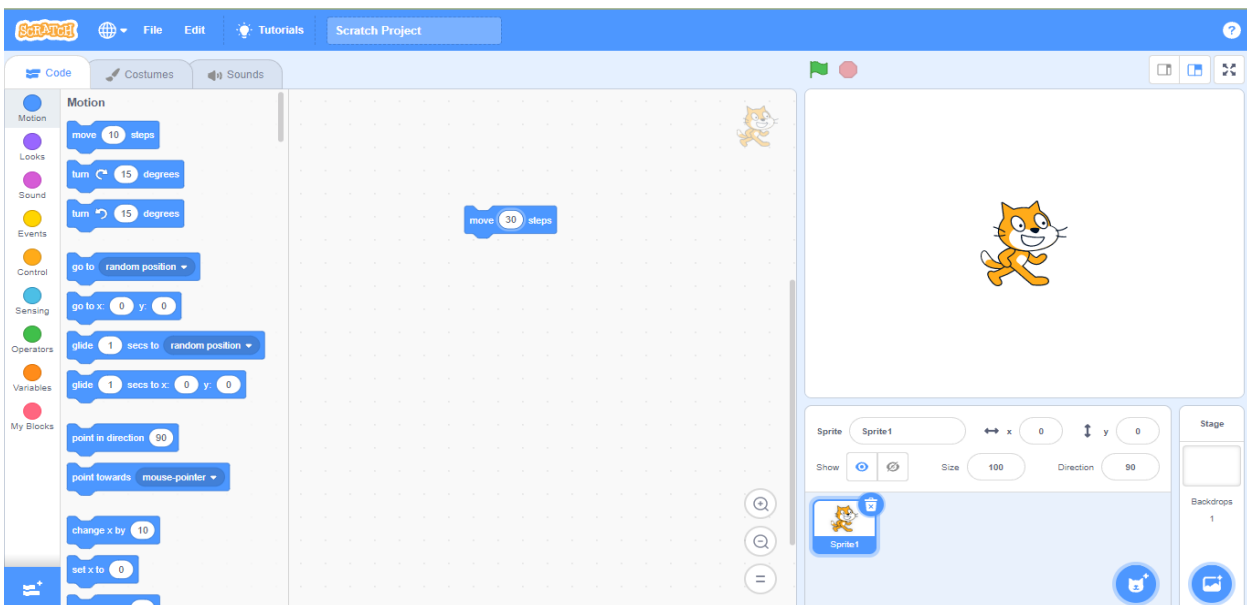 SCRATCH File Edit Tutorials Scratch Project ?
Code Costumes Sounds
Motion
Looks
Sound
Events
Control
Sensing
Operators
Variables
My Blocks
Motion
move 10 steps
turn 15 degrees
turn 15 degrees
go to random position
go to x: 0 y: 0
glide 1 secs to random position
glide 1 secs to x: 0 y: 0
point in direction 90
point towards mouse-pointer
change x by 10
set x to 0
move 30 steps
Sprite Sprite1 x 0 y 0
Show Size 100 Direction 90
Sprite1
Stage
Backdrops
1